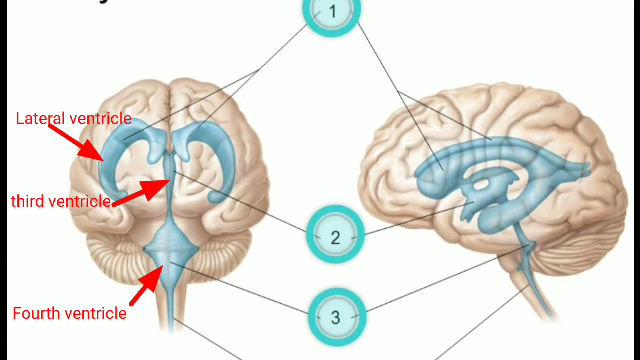 1
Lateral ventricle
third ventricle
2
Fourth ventricle
3